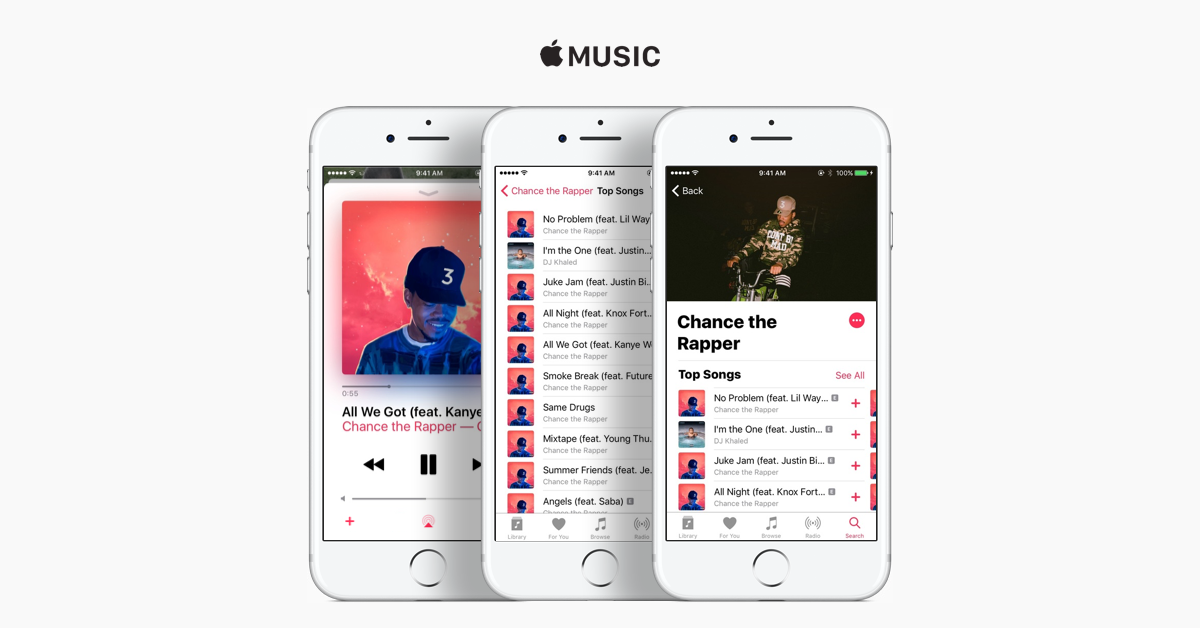 MUSIC
9:41 AM
3
0:55
All We Got (feat. Kanye
Chance the Rapper —
9:41 AM
Chance the Rapper Top Songs
No Problem (feat. Lil Way
Chance the Rapper
I'm the One (feat. Justin...
DJ Khaled
Juke Jam (feat. Justin Bi...
Chance the Rapper
All Night (feat. Knox Fort...
Chance the Rapper
All We Got (feat. Kanye W
Chance the Rapper
Smoke Break (feat. Future
Chance the Rapper
Same Drugs
Chance the Rapper
Mixtape (feat. Young Thu...
Chance the Rapper
Summer Friends (feat. Je...
Chance the Rapper
Angels (feat. Saba) E
Chance the Rapper
Library For You Browse Radio
9:41 AM 100%
Back
DONT BE
MAD
Chance the
Rapper
Top Songs See All
No Problem (feat. Lil Way... E
Chance the Rapper
I'm the One (feat. Justin... E
DJ Khaled
Juke Jam (feat. Justin Bi... E
Chance the Rapper
All Night (feat. Knox Fort... E
Chance the Rapper
Library For You Browse Radio Search